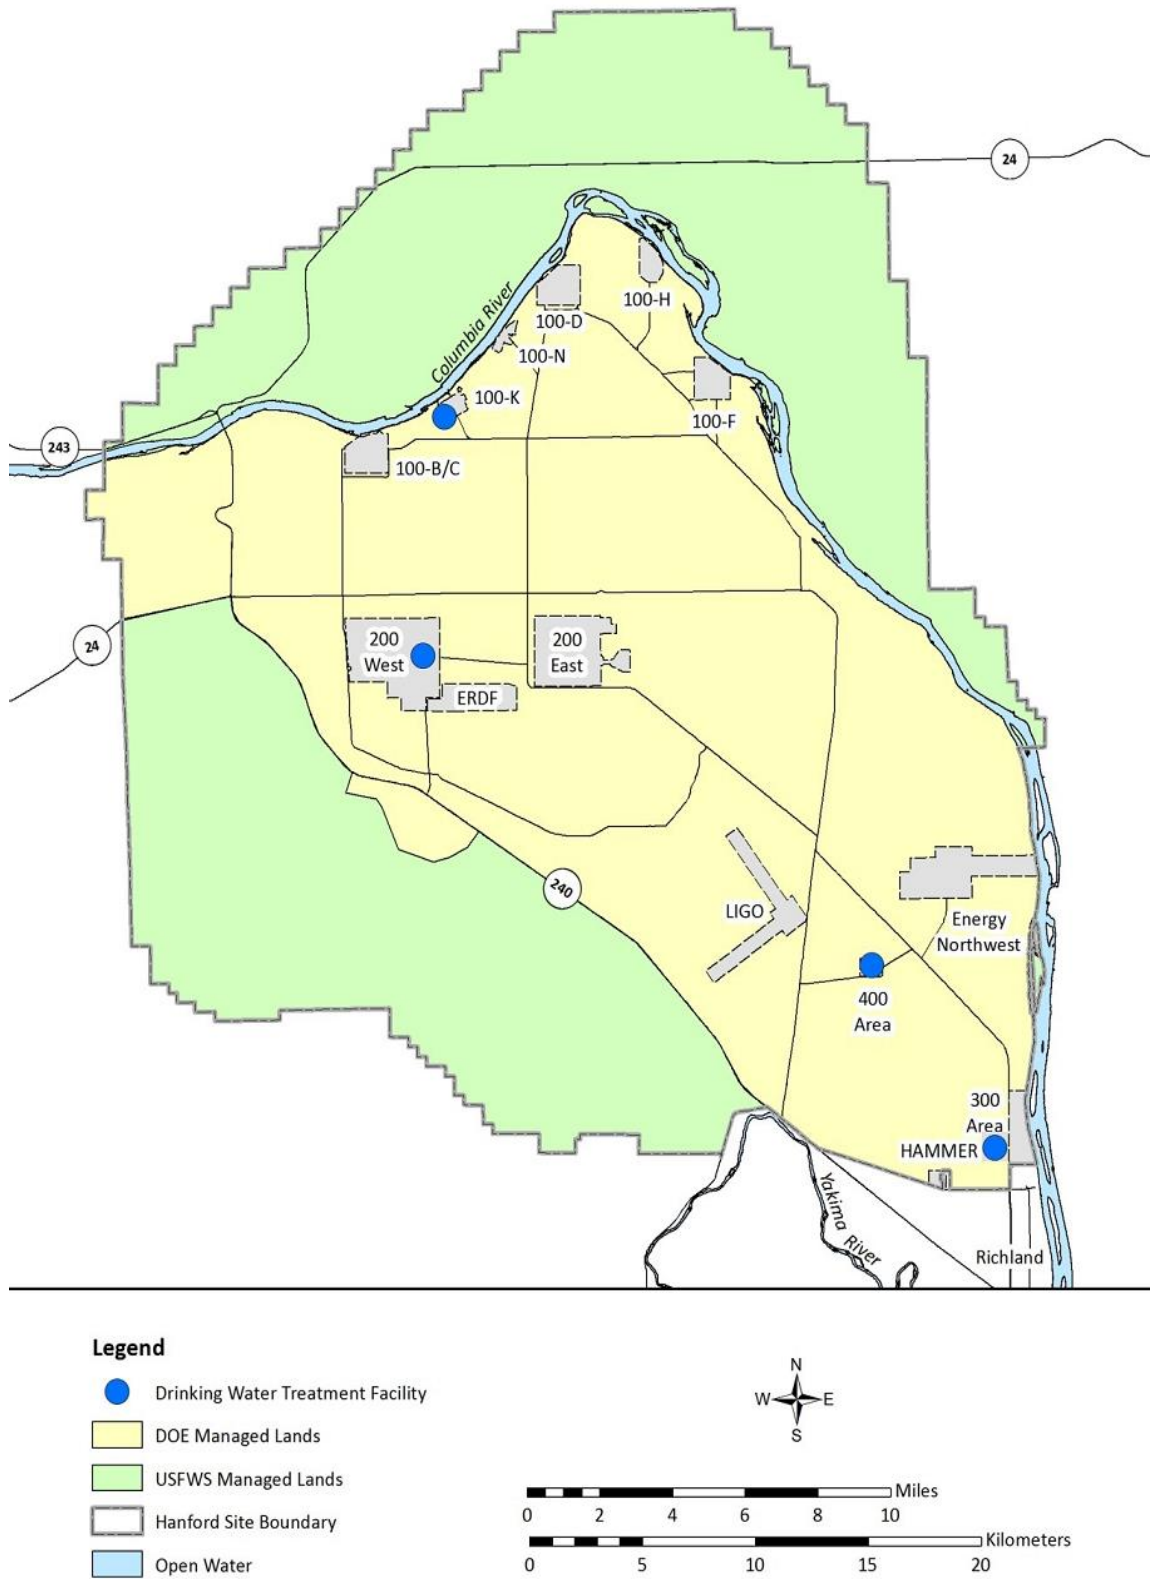 24
Columbia River
100-H
100-D
100-N
100-K
100-F
243
100-B/C
24
200
West
200
East
ERDF
240
LIGO
Energy
Northwest
400
Area
300
Area
HAMMER
Yakima
River
Richland
Legend
Drinking Water Treatment Facility
DOE Managed Lands
USFWS Managed Lands
Hanford Site Boundary
Open Water
N
W E
S
Miles
0 2 4 6 8 10
Kilometers
0 5 10 15 20